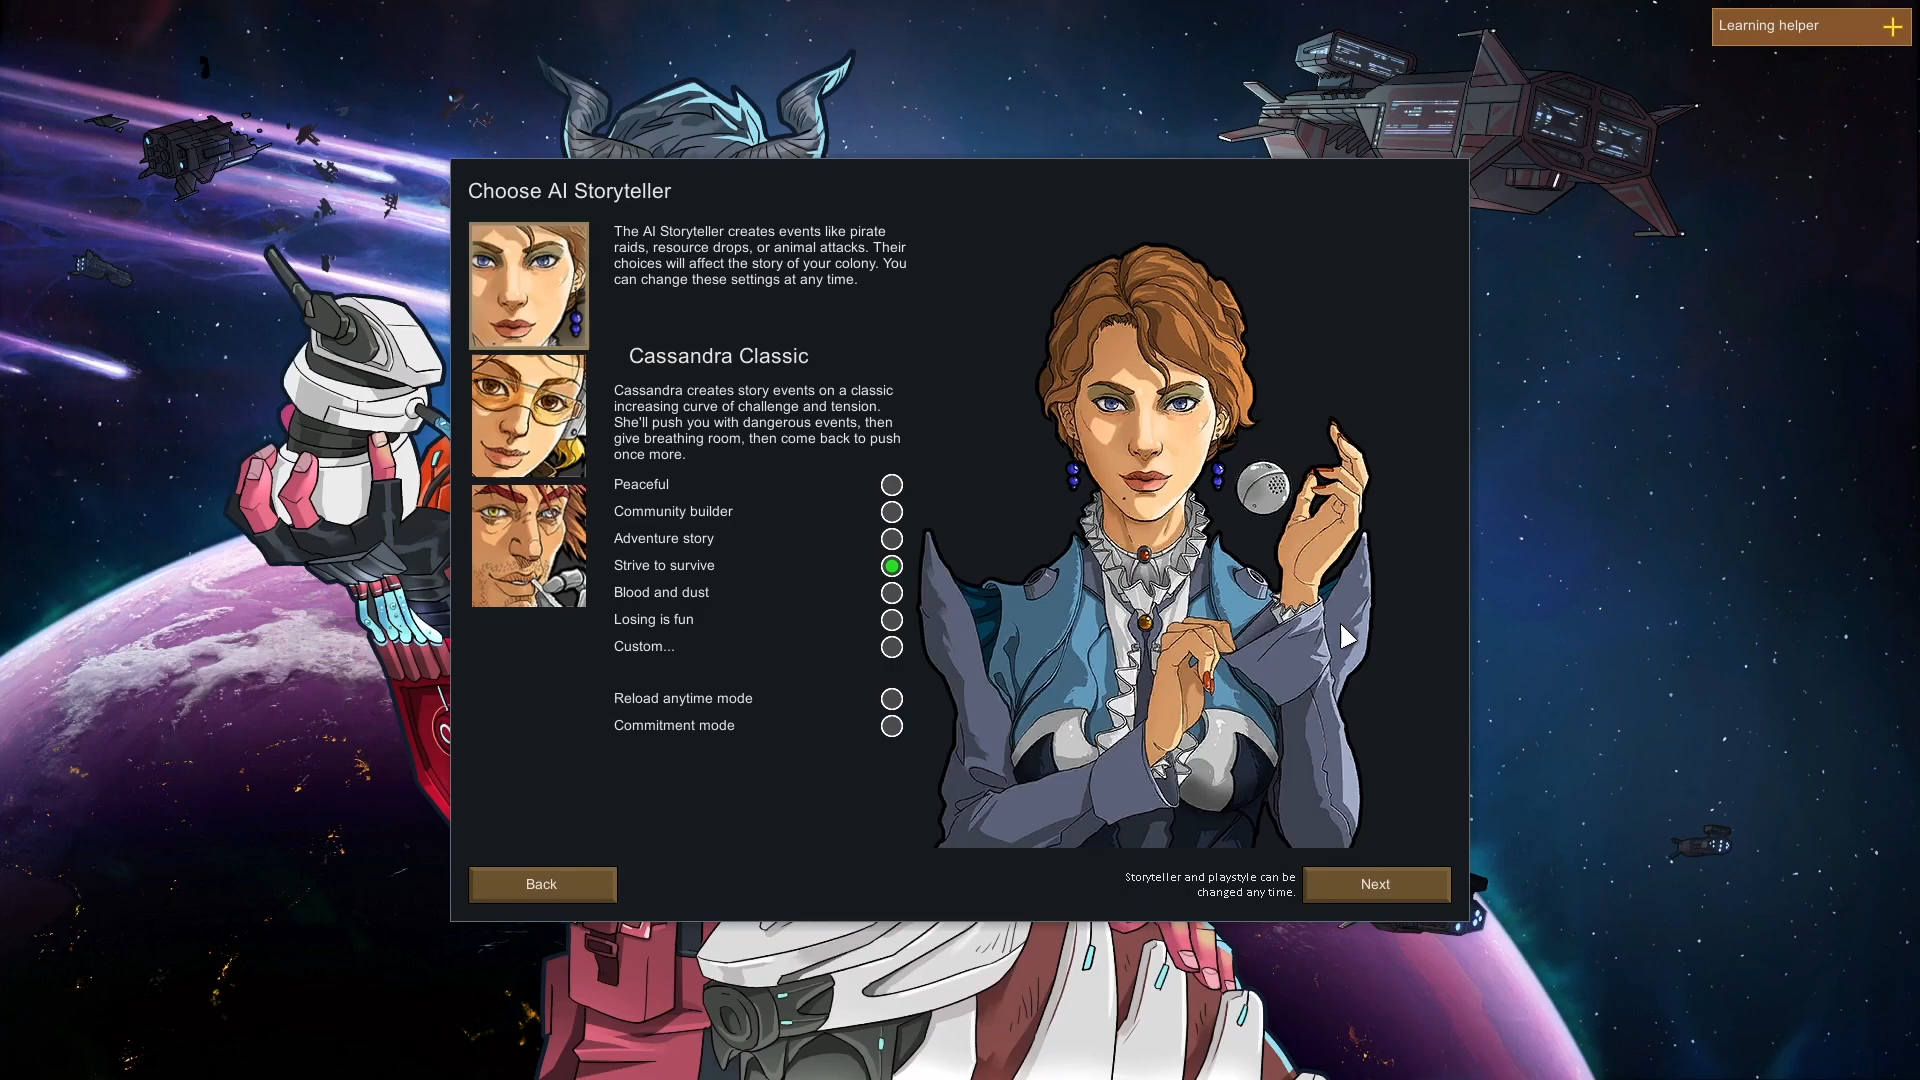 Learning helper
Choose AI Storyteller
The AI Storyteller creates events like pirate
raids, resource drops, or animal attacks. Their
choices will affect the story of your colony. You
can change these settings at any time.
Cassandra Classic
Cassandra creates story events on a classic
increasing curve of challenge and tension.
She'll push you with dangerous events, then
give breathing room, then come back to push
once more.
Peaceful
Community builder
Adventure story
Strive to survive
Blood and dust
Losing is fun
Custom...
Reload anytime mode
Commitment mode
Back
Storyteller and playstyle can be
changed any time.
Next